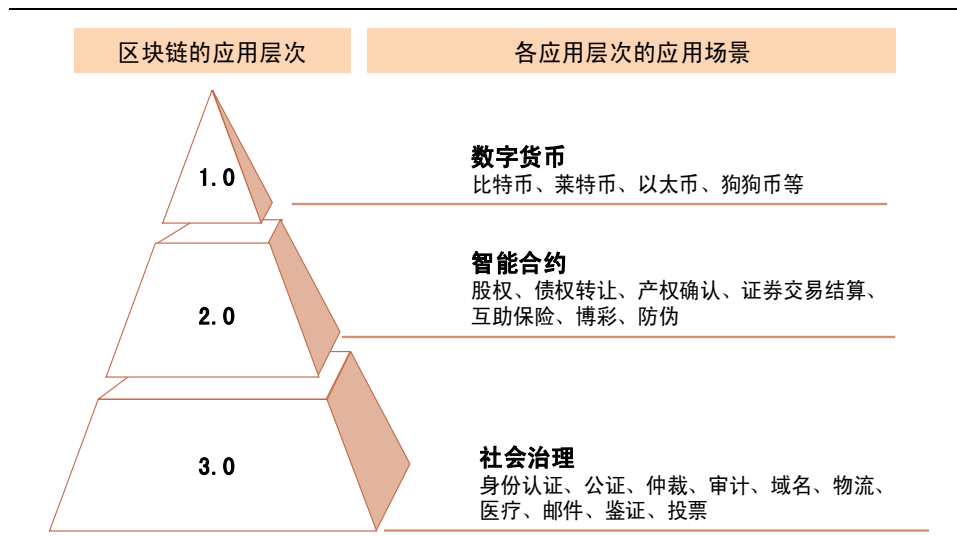 区块链的应用层次
各应用层次的应用场景
1.0
数字货币
比特币、莱特币、以太币、狗狗币等
2.0
智能合约
股权、债权转让、产权确认、证券交易结算、
互助保险、博彩、防伪
3.0
社会治理
身份认证、公证、仲裁、审计、域名、物流、
医疗、邮件、鉴证、投票